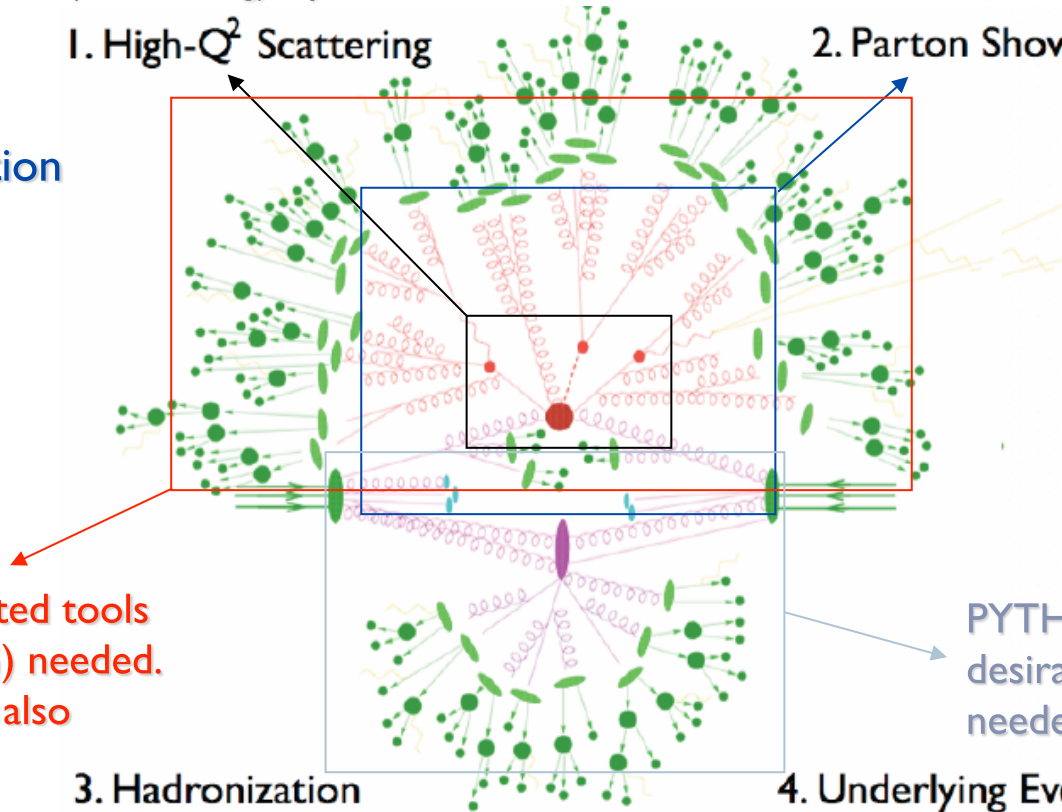 1. High-Q² Scattering
2. Parton Show
tion
ted tools
) needed.
also
PYTH
desira
neede
3. Hadronization
4. Underlying Eve